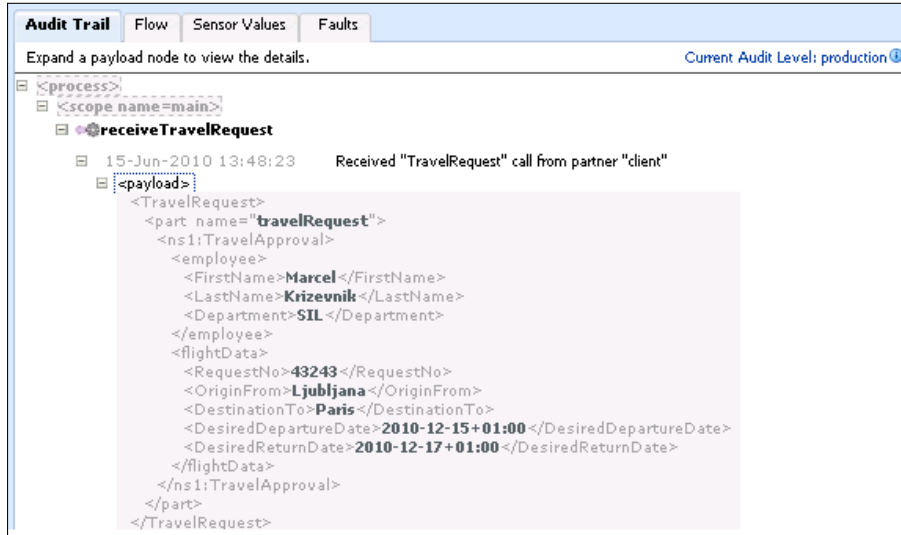 Audit Trail Flow Sensor Values Faults
Expand a payload node to view the details. Current Audit Level: production
<process>
<scope name=main>
receiveTravelRequest
15-Jun-2010 13:48:23 Received "TravelRequest" call from partner "client"
<payload>
<TravelRequest>
<part name="travelRequest">
<ns1:TravelApproval>
<employee>
<FirstName>Marcel</FirstName>
<LastName>Krizevnik</LastName>
<Department>SIL</Department>
</employee>
<flightData>
<RequestNo>43243</RequestNo>
<OriginFrom>Ljubljana</OriginFrom>
<DestinationTo>Paris</DestinationTo>
<DesiredDepartureDate>2010-12-15+01:00</DesiredDepartureDate>
<DesiredReturnDate>2010-12-17+01:00</DesiredReturnDate>
</flightData>
</ns1:TravelApproval>
</part>
</TravelRequest>